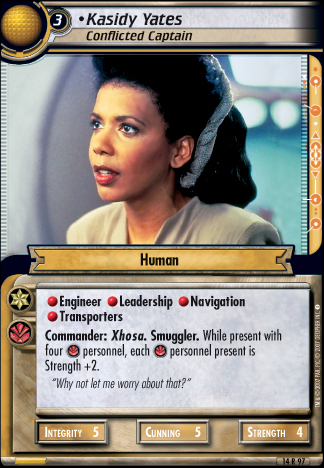 3 •Kasidy Yates
Conflicted Captain
Human
Engineer Leadership Navigation
Transporters
Commander: Xhosa. Smuggler. While present with
four personnel, each personnel present is
Strength +2.
"Why not let me worry about that?"
INTEGRITY 5 CUNNING 5 STRENGTH 4
14 R 97